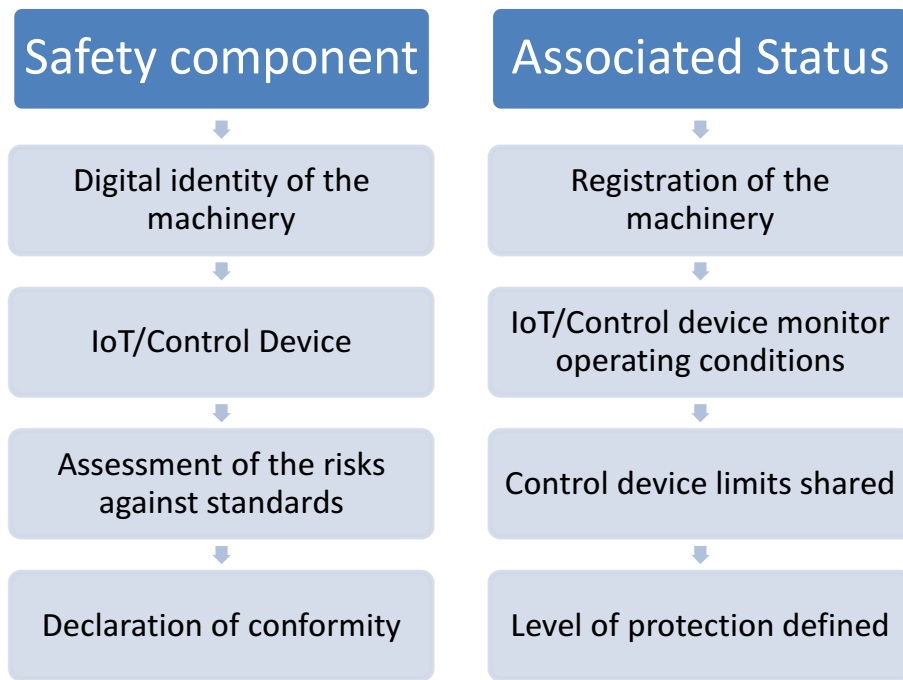 Safety component
Digital identity of the
machinery
IoT/Control Device
Assessment of the risks
against standards
Declaration of conformity
Associated Status
Registration of the
machinery
IoT/Control device monitor
operating conditions
Control device limits shared
Level of protection defined